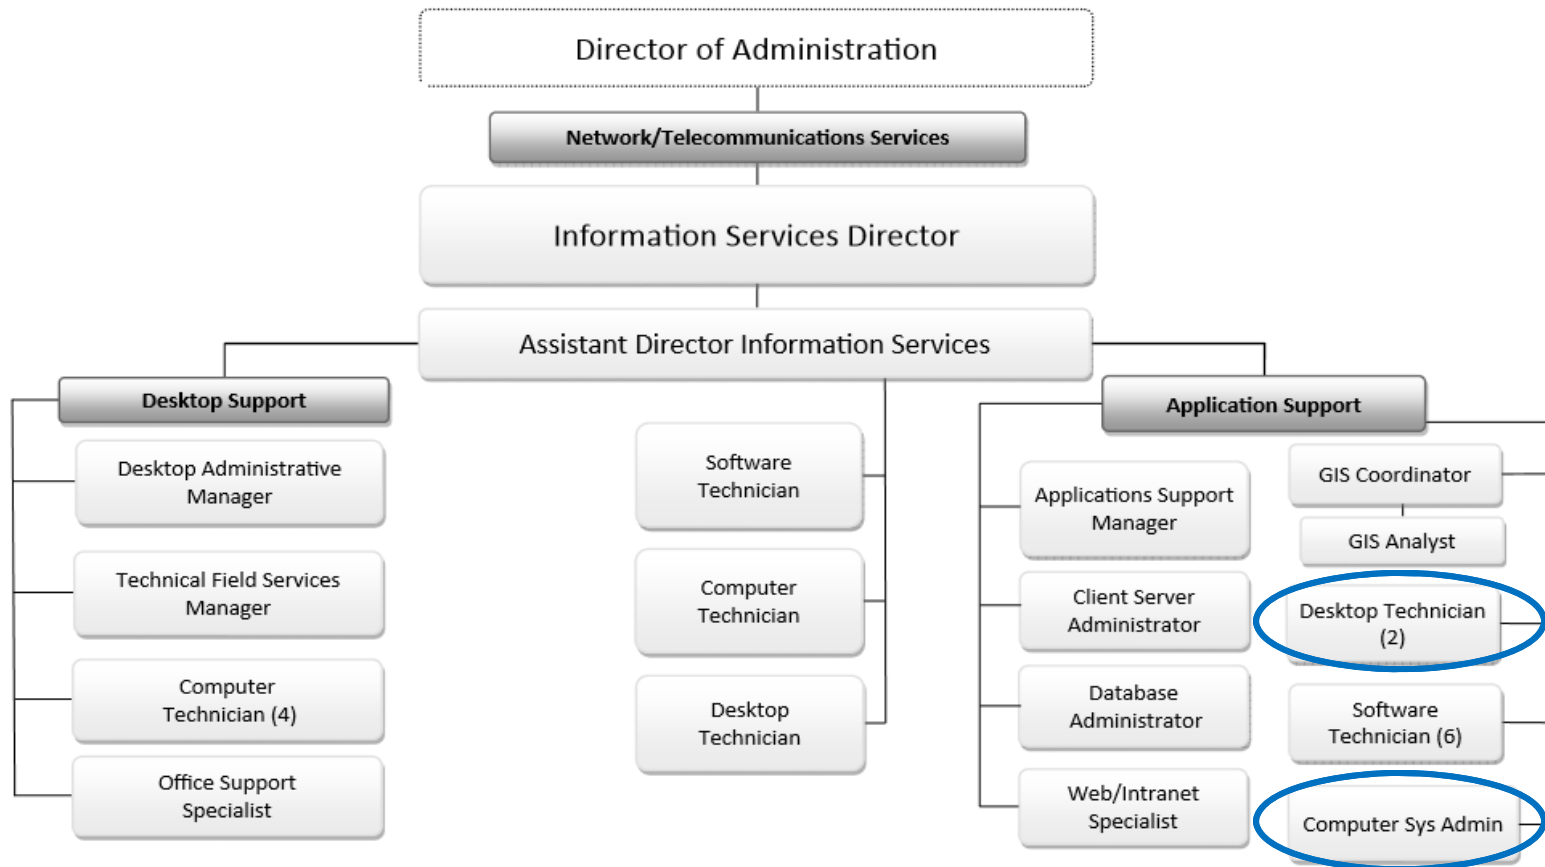 Director of Administration
Network/Telecommunications Services
Information Services Director
Assistant Director Information Services
Desktop Support
Desktop Administrative
Manager
Technical Field Services
Manager
Computer
Technician (4)
Office Support
Specialist
Software
Technician
Computer
Technician
Desktop
Technician
Application Support
Applications Support
Manager
Client Server
Administrator
Database
Administrator
Web/Intranet
Specialist
GIS Coordinator
GIS Analyst
Desktop Technician
(2)
Software
Technician (6)
Computer Sys Admin